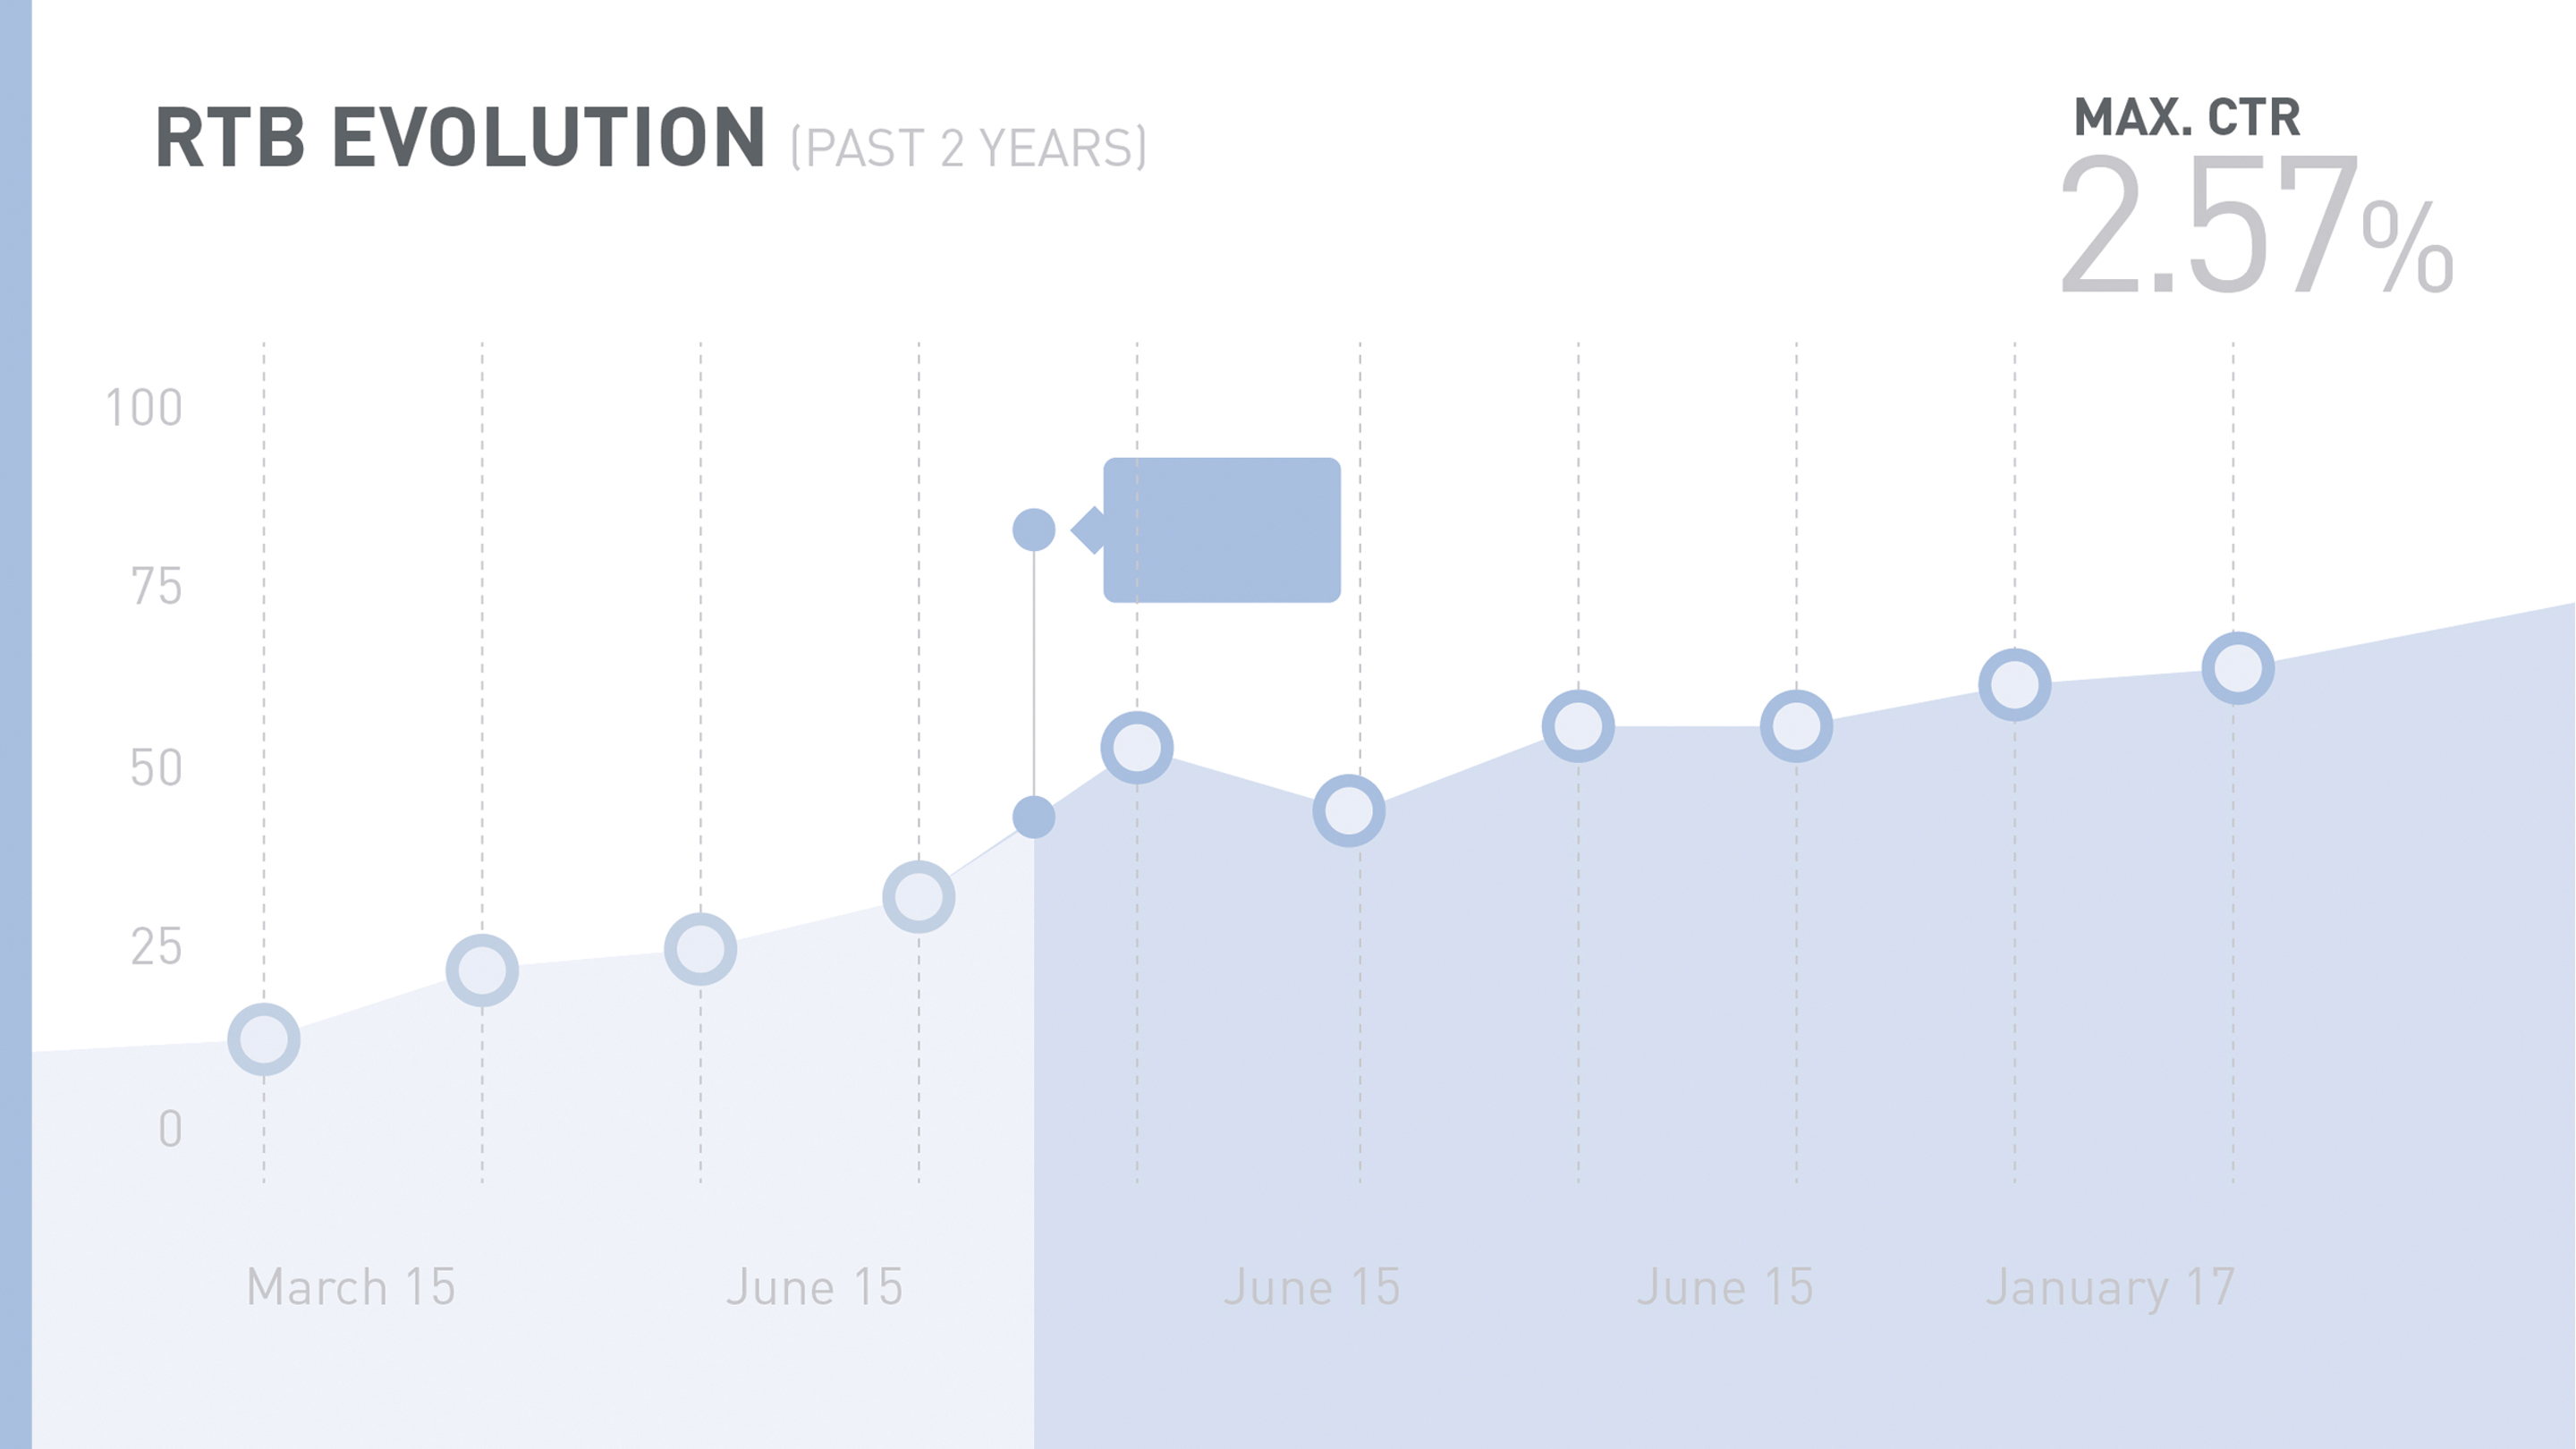 RTB EVOLUTION (PAST 2 YEARS)
MAX. CTR
2.57%
100
75
50
25
0
March 15
June 15
June 15
June 15
January 17